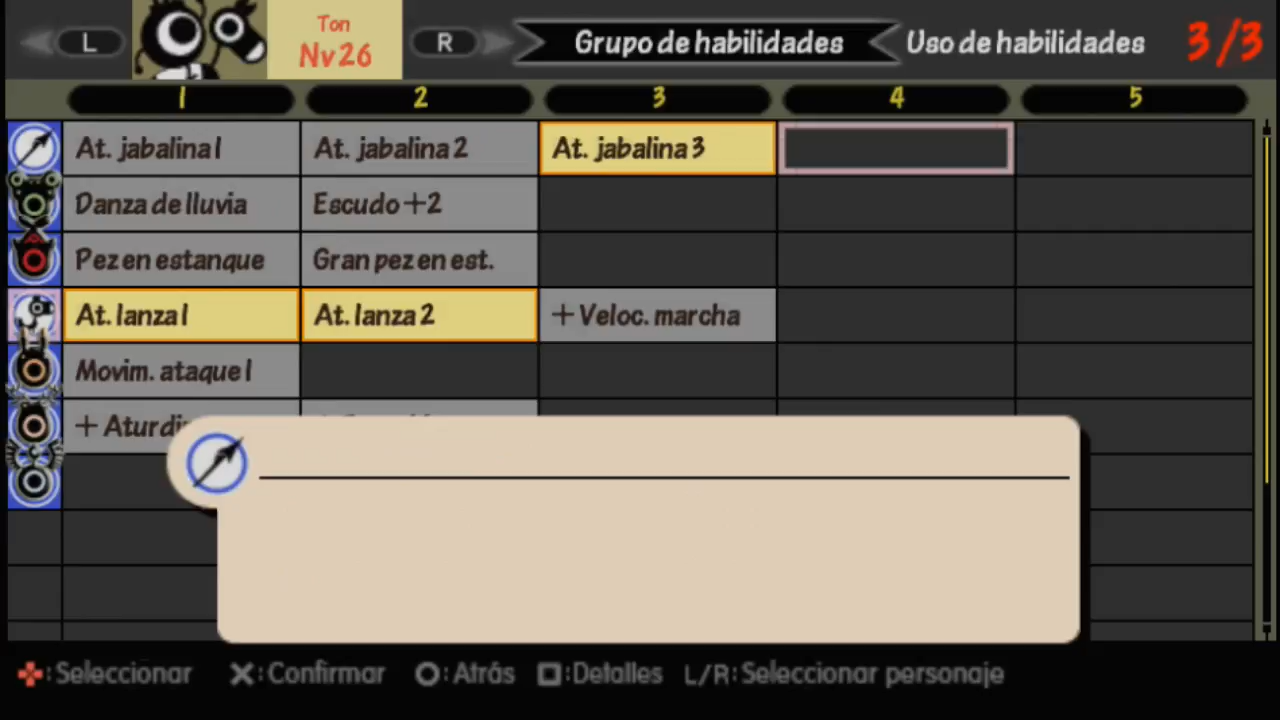 L
Ton
Nv26
R
Grupo de habilidades
Uso de habilidades
3/3
1 2 3 4 5
At. jabalina 1 At. jabalina 2 At. jabalina 3
Danza de lluvia Escudo +2
Pez en estanque Gran pez en est.
At. lanza 1 At. lanza 2 + Veloc. marcha
Movim. ataque 1
: Seleccionar X: Confirmar O: Atrás : Detalles L/R: Seleccionar personaje